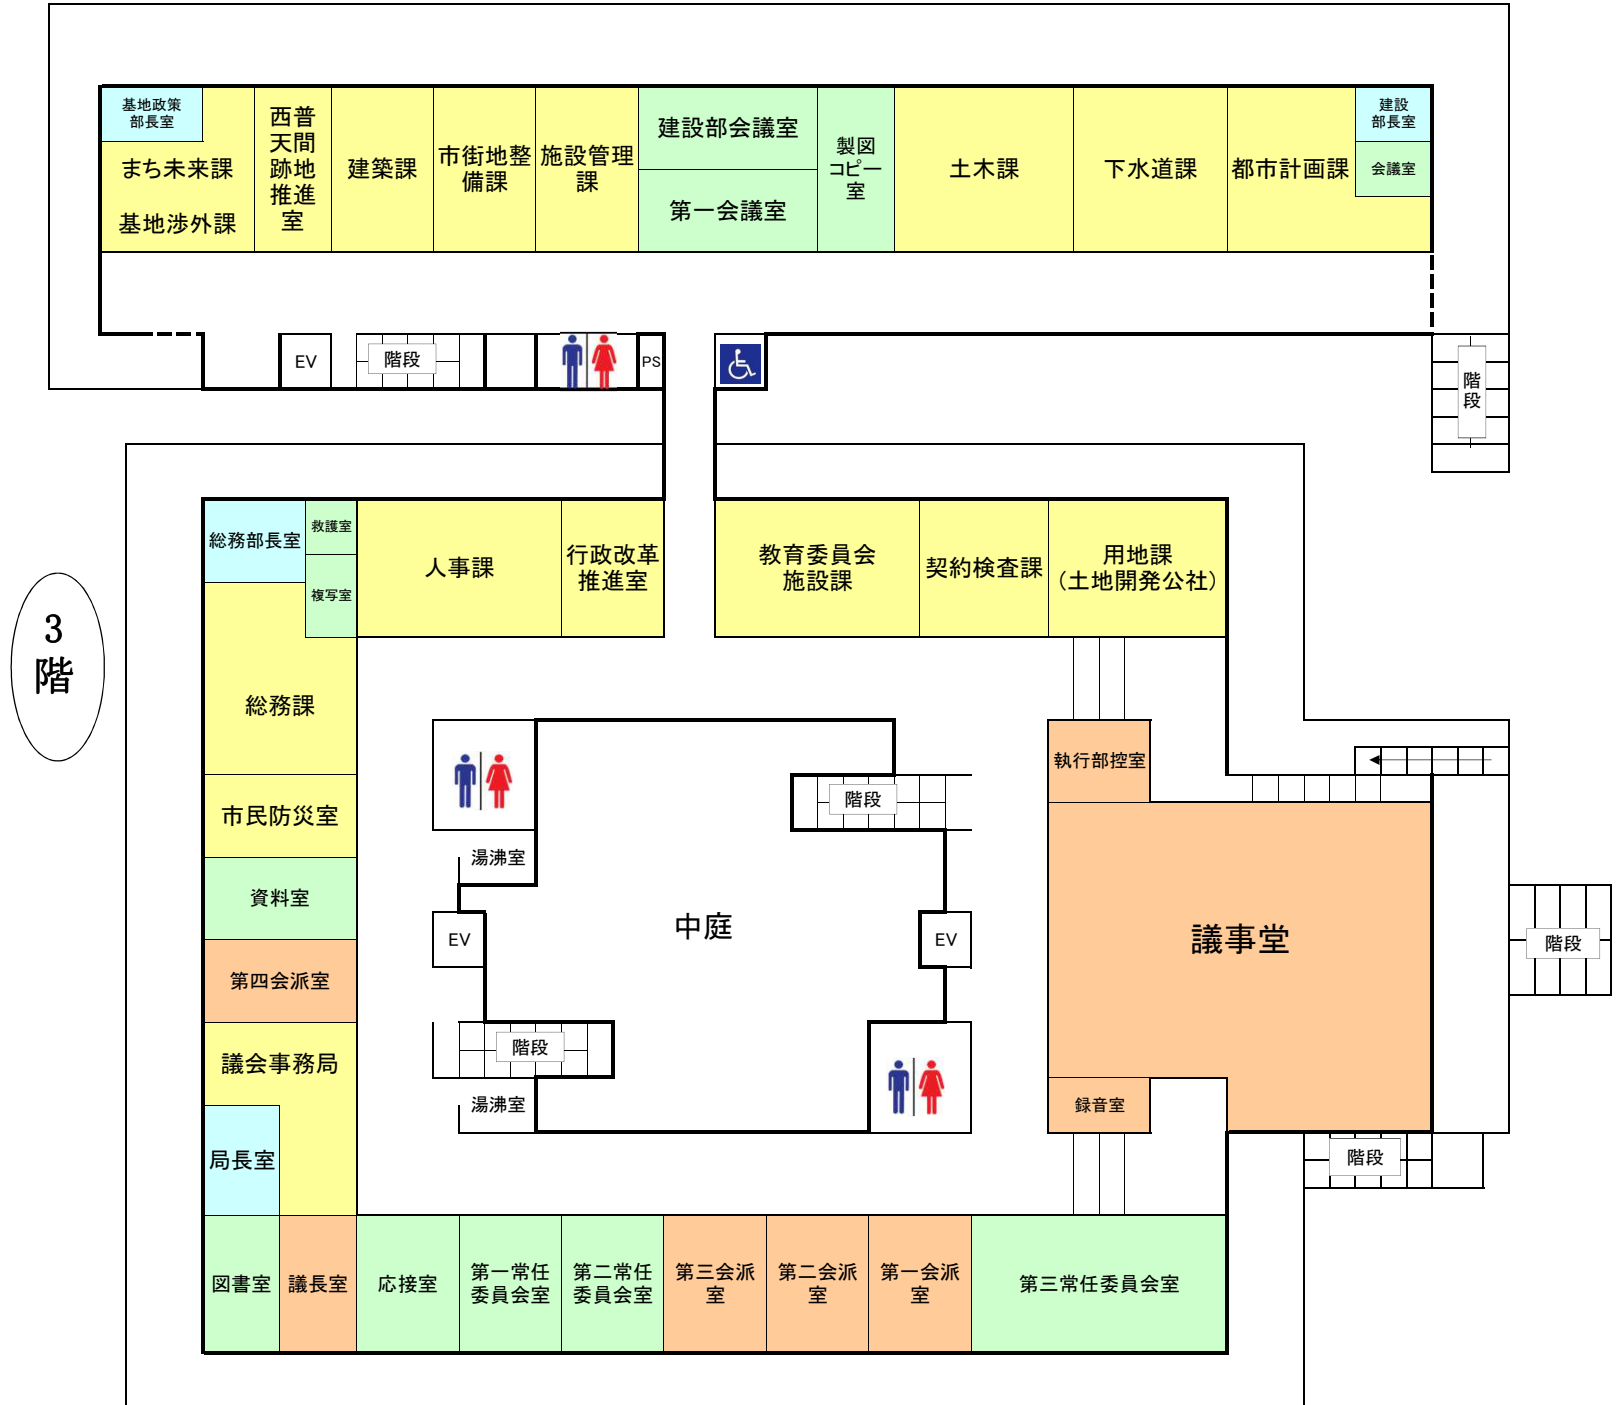 基地政策
部長室
まち未来課
基地渉外課
西普
天間
跡地
推進
室
建築課
市街地整
備課
施設管理
課
建設部会議室
第一会議室
製図
コピー
室
土木課
下水道課
都市計画課
建設
部長室
会議室
EV
階段
PS
階
段
総務部長室
救護室
複写室
人事課
行政改革
推進室
教育委員会
施設課
契約検査課
用地課
(土地開発公社)
3
階
総務課
執行部控室
階段
市民防災室
湯沸室
資料室
EV
中庭
EV
議事堂
階段
第四会派室
議会事務局
階段
湯沸室
録音室
局長室
階段
図書室
議長室
応接室
第一常任
委員会室
第二常任
委員会室
第三会派
室
第二会派
室
第一会派
室
第三常任委員会室